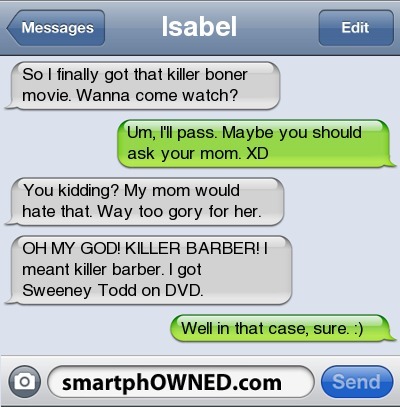 Messages
Isabel
Edit
So I finally got that killer boner
movie. Wanna come watch?
Um, I'll pass. Maybe you should
ask your mom. XD
You kidding? My mom would
hate that. Way too gory for her.
OH MY GOD! KILLER BARBER! I
meant killer barber. I got
Sweeney Todd on DVD.
Well in that case, sure. :)
smartphOWNED.com
Send